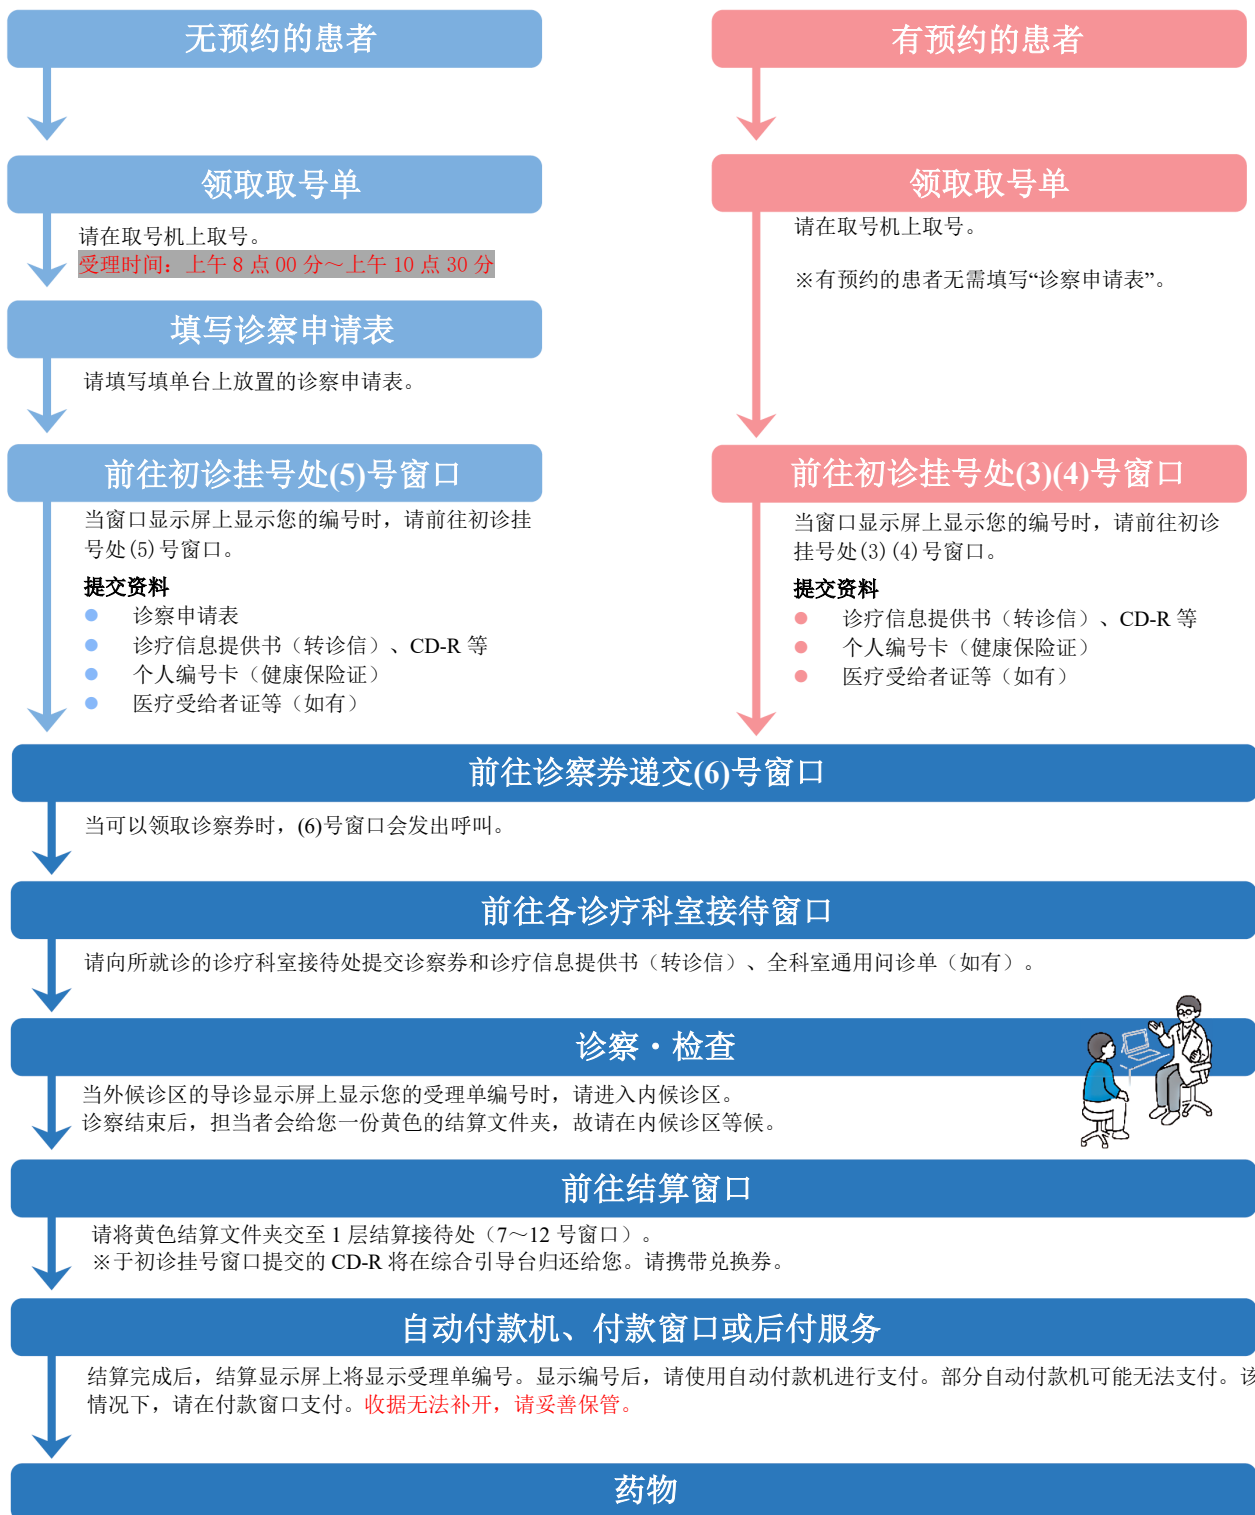 无预约的患者
领取取号单
请在取号机上取号。
受理时间：上午 8 点 00 分～上午 10 点 30 分
填写诊察申请表
请填写填单台上放置的诊察申请表。
前往初诊挂号处(5)号窗口
当窗口显示屏上显示您的编号时，请前往初诊挂
号处(5)号窗口。
提交资料
● 诊察申请表
● 诊疗信息提供书（转诊信）、CD-R 等
● 个人编号卡（健康保险证）
● 医疗受给者证等（如有）
有预约的患者
领取取号单
请在取号机上取号。
※有预约的患者无需填写“诊察申请表”。
前往初诊挂号处(3)(4)号窗口
当窗口显示屏上显示您的编号时，请前往初诊
挂号处(3)(4)号窗口。
提交资料
● 诊疗信息提供书（转诊信）、CD-R 等
● 个人编号卡（健康保险证）
● 医疗受给者证等（如有）
前往诊察券递交(6)号窗口
当可以领取诊察券时，(6)号窗口会发出呼叫。
前往各诊疗科室接待窗口
请向所就诊的诊疗科室接待处提交诊察券和诊疗信息提供书（转诊信）、全科室通用问诊单（如有）。
诊察・检查
当外候诊区的导诊显示屏上显示您的受理单编号时，请进入内候诊区。
诊察结束后，担当者会给您一份黄色的结算文件夹，故请在内候诊区等候。
前往结算窗口
请将黄色结算文件夹交至 1 层结算接待处（7～12 号窗口）。
※于初诊挂号窗口提交的 CD-R 将在综合引导台归还给您。请携带兑换券。
自动付款机、付款窗口或后付服务
结算完成后，结算显示屏上将显示受理单编号。显示编号后，请使用自动付款机进行支付。部分自动付款机可能无法支付。该
情况下，请在付款窗口支付。收据无法补开，请妥善保管。
药物